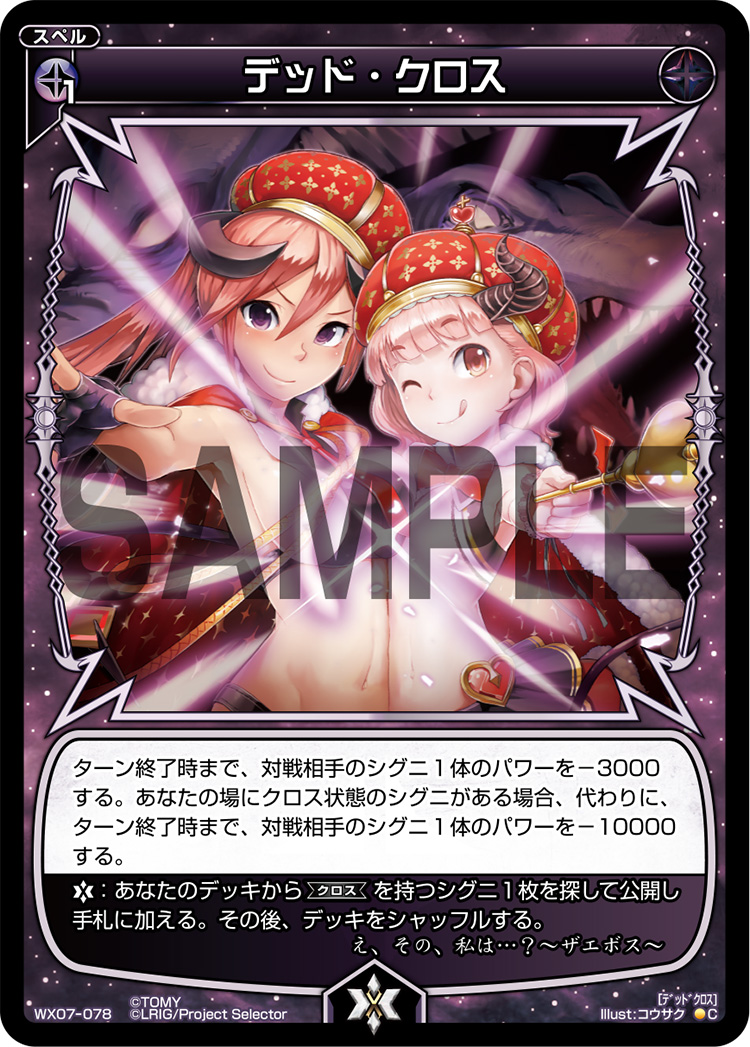 スペル
1
デッド・クロス
SAMPLE
ターン終了時まで、対戦相手のシグニ1体のパワーを－3000
する。あなたの場にクロス状態のシグニがある場合、代わりに、
ターン終了時まで、対戦相手のシグニ1体のパワーを－10000
する。
：あなたのデッキから クロス を持つシグニ1枚を探して公開し
手札に加える。その後、デッキをシャッフルする。
え、その、私は…？～ザエボス～
[ﾃﾞｯﾄﾞｸﾛｽ]
©TOMY
WX07-078 ©LRIG/Project Selector Illust:コウサク C